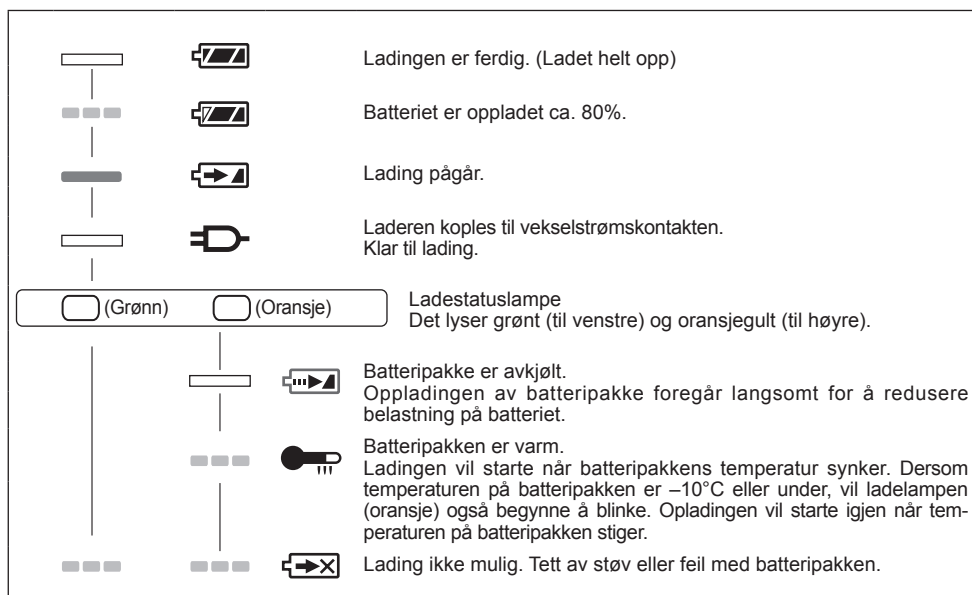 Ladingen er ferdig. (Ladet helt opp)
Batteriet er oppladet ca. 80%.
Lading pågår.
Laderen koples til vekselstrømskontakten.
Klar til lading.
(Grønn) (Oransje) Ladestatuslampe
Det lyser grønt (til venstre) og oransjegult (til høyre).
Batteripakke er avkjølt.
Oppladingen av batteripakke foregår langsomt for å redusere
belastning på batteriet.
Batteripakken er varm.
Ladingen vil starte når batteripakkens temperatur synker. Dersom
temperaturen på batteripakken er –10°C eller under, vil ladelampen
(oransje) også begynne å blinke. Opladingen vil starte igjen når tem-
peraturen på batteripakken stiger.
Lading ikke mulig. Tett av støv eller feil med batteripakken.